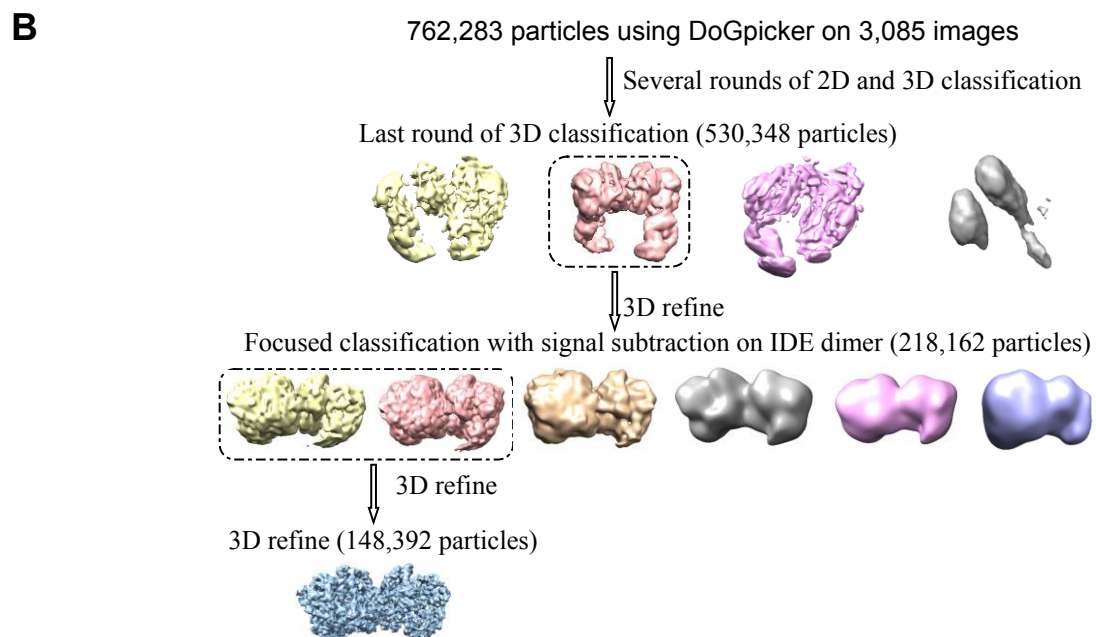 B
762,283 particles using DoGpicker on 3,085 images
Several rounds of 2D and 3D classification
Last round of 3D classification (530,348 particles)
3D refine
Focused classification with signal subtraction on IDE dimer (218,162 particles)
3D refine
3D refine (148,392 particles)